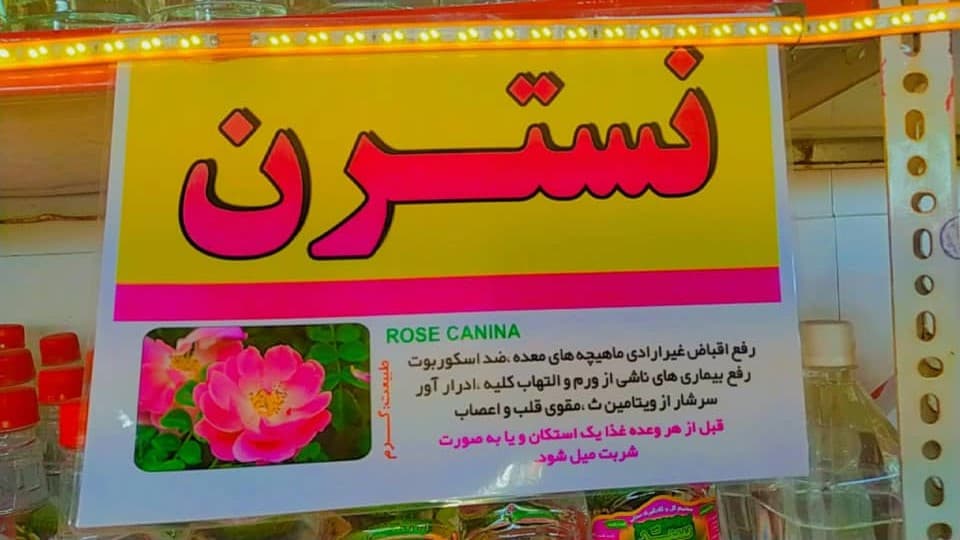 نسترن
ROSE CANINA
رفع اقباض غیرارادی ماهیچه های معده ،ضد اسکوربوت
رفع بیماری های ناشی از ورم و التهاب کلیه ،ادرار آور
سرشار از ویتامین ث ،مقوی قلب و اعصاب
طبیعت: گرم
قبل از هر وعده غذا یک استکان و یا به صورت
شربت میل شود.